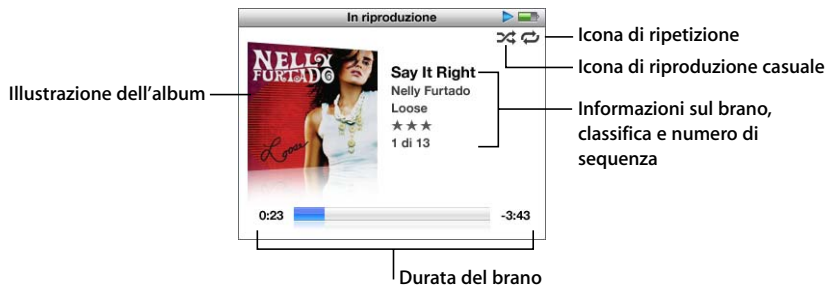 In riproduzione
Icona di ripetizione
Icona di riproduzione casuale
Illustrazione dell'album
NELLY
FURTADO
Loose
Say It Right
Nelly Furtado
Loose
★★★
1 di 13
Informazioni sul brano,
classifica e numero di
sequenza
0:23
-3:43
Durata del brano